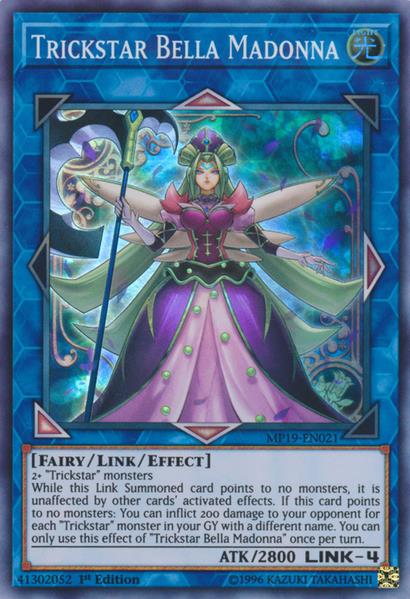 TRICKSTAR BELLA MADONNA
LIGHT
光
MP19-EN021
[FAIRY/LINK/EFFECT]
2+ "Trickstar" monsters
While this Link Summoned card points to no monsters, it is
unaffected by other cards' activated effects. If this card points
to no monsters: You can inflict 200 damage to your opponent for
each "Trickstar" monster in your GY with a different name. You can
only use this effect of "Trickstar Bella Madonna" once per turn.
ATK/2800 LINK-4
41302052 1st Edition ©1996 KAZUKI TAKAHASHI